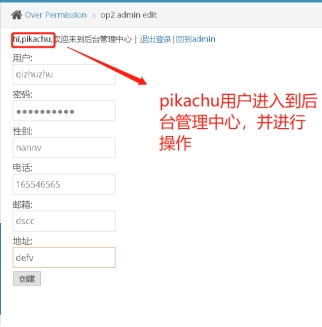 Over Permission > op2 admin edit
hi,pikachu,欢迎来到后台管理中心 | 退出登录|回到admin
用户:
qizhuzhu
密码:
●●●●●●●●●●
性别:
nannv
电话:
165546565
邮箱:
dscc
地址:
defv
创建
pikachu用户进入到后
台管理中心，并进行
操作